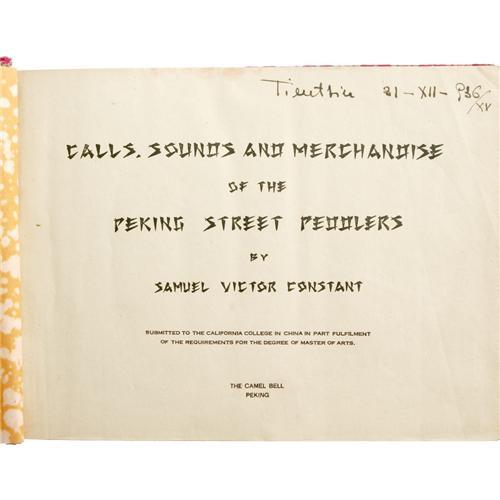 Tientsin 31-XII-936/XV
CALLS, SOUNDS AND MERCHANDISE
OF THE
PEKING STREET PEDDLERS
BY
SAMUEL VICTOR CONSTANT
SUBMITTED TO THE CALIFORNIA COLLEGE IN CHINA IN PART FULFILMENT
OF THE REQUIREMENTS FOR THE DEGREE OF MASTER OF ARTS.
THE CAMEL BELL
PEKING